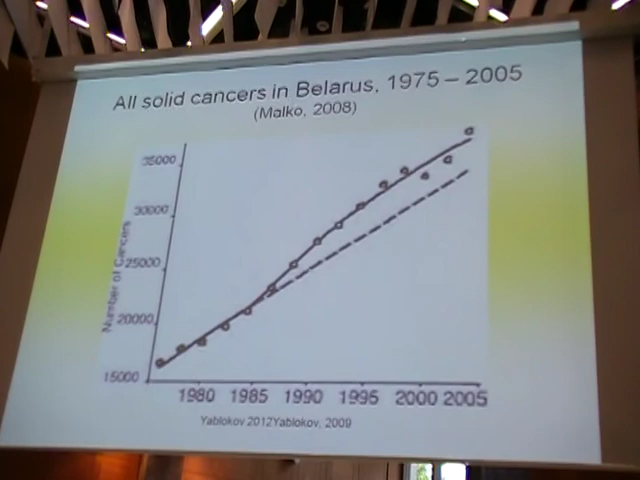 All solid cancers in Belarus, 1975 – 2005
(Malko, 2008)
35000
30000
25000
20000
15000
Number of Cancers
1980 1985 1990 1995 2000 2005
Yablokov 2012Yablokov, 2009